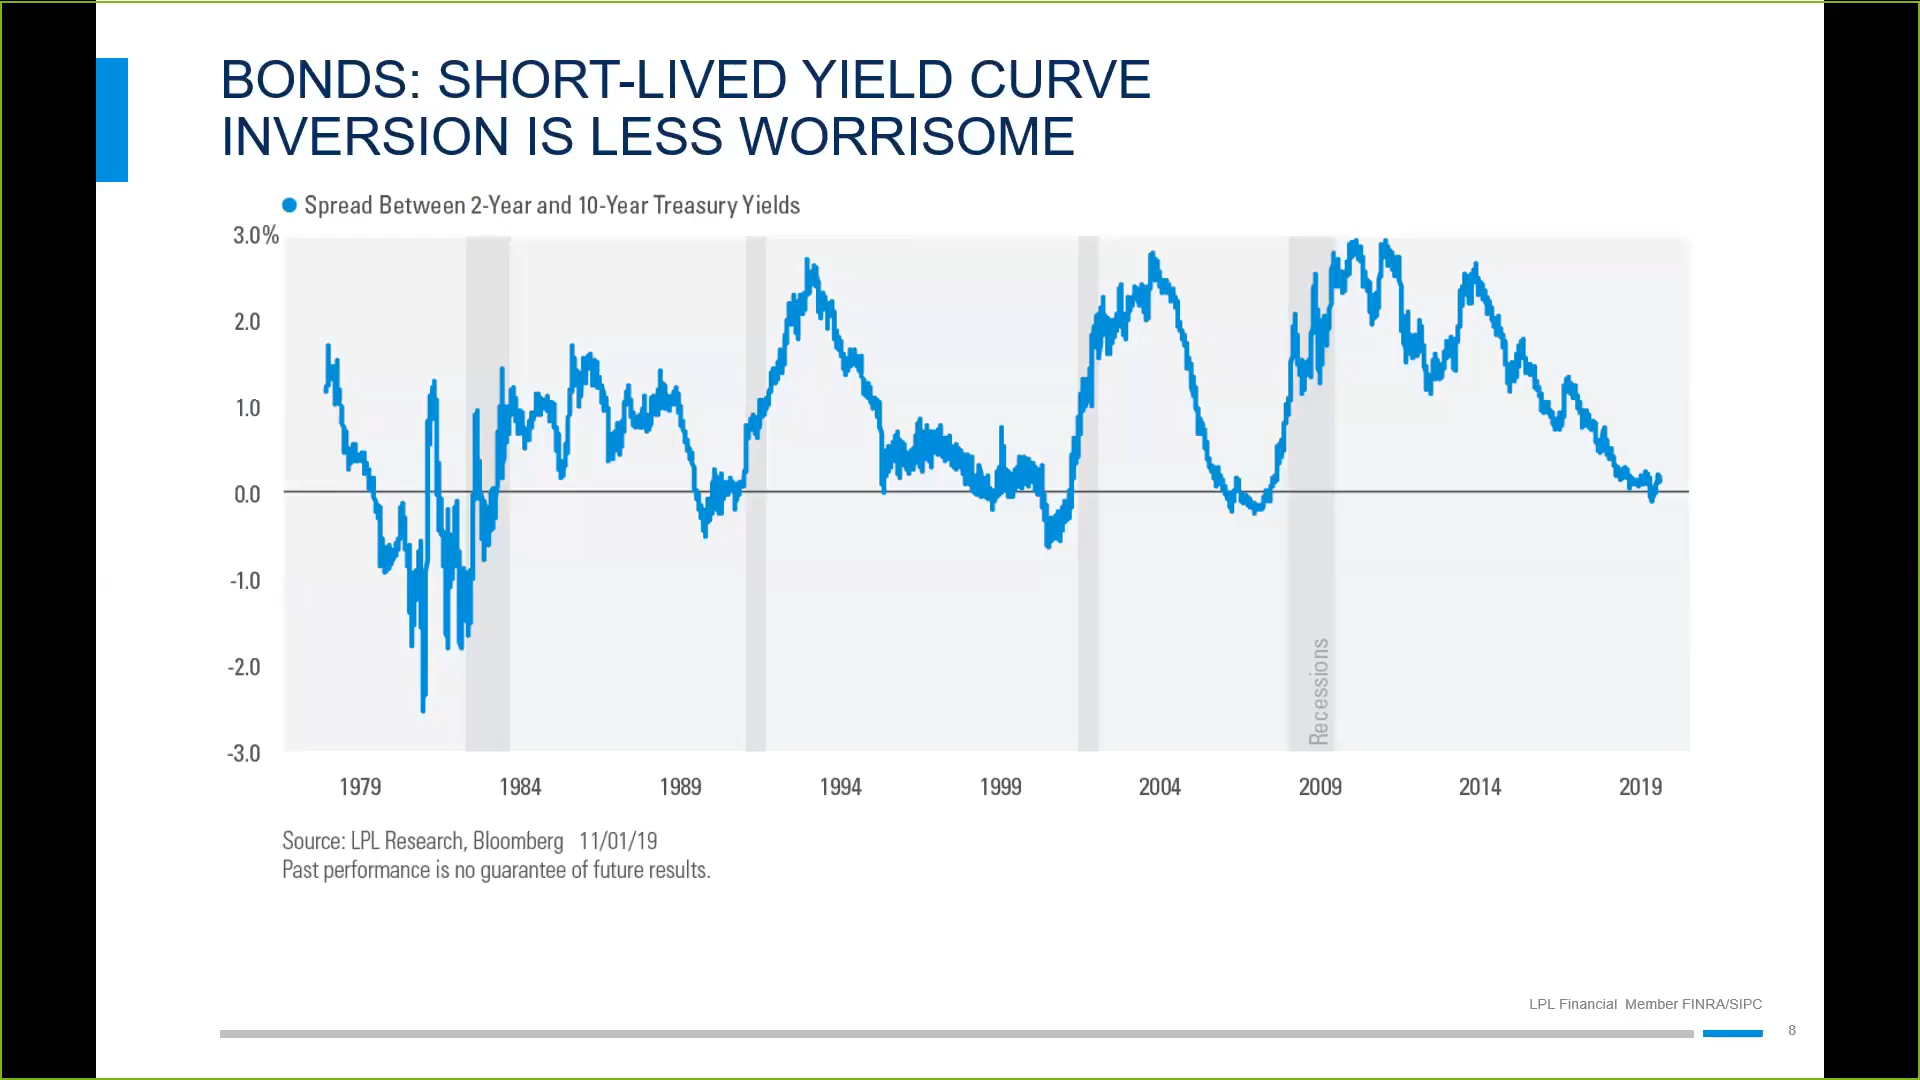 BONDS: SHORT-LIVED YIELD CURVE
INVERSION IS LESS WORRISOME
Spread Between 2-Year and 10-Year Treasury Yields
3.0%
2.0
1.0
0.0
-1.0
-2.0
-3.0
Recessions
1979 1984 1989 1994 1999 2004 2009 2014 2019
Source: LPL Research, Bloomberg 11/01/19
Past performance is no guarantee of future results.
LPL Financial Member FINRA/SIPC
8